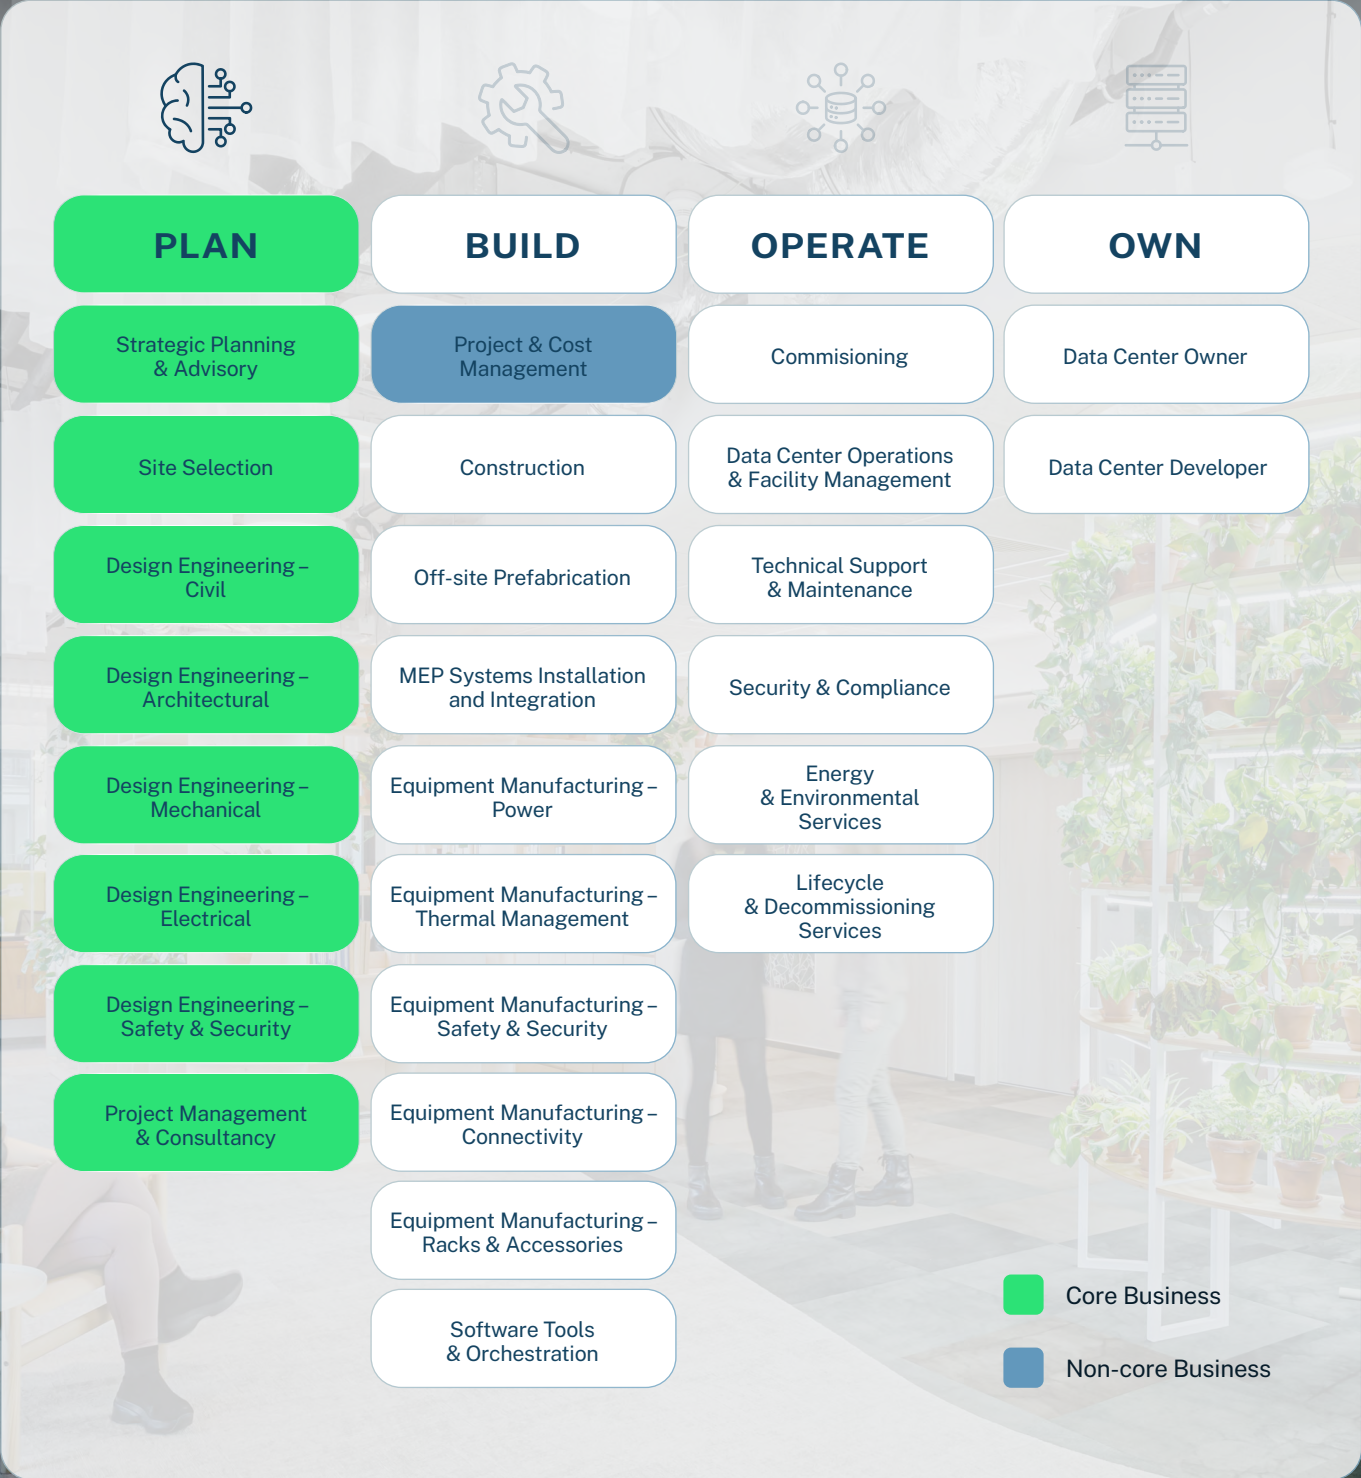 PLAN
BUILD
OPERATE
OWN
Strategic Planning
& Advisory
Project & Cost
Management
Commisioning
Data Center Owner
Site Selection
Construction
Data Center Operations
& Facility Management
Data Center Developer
Design Engineering –
Civil
Off-site Prefabrication
Technical Support
& Maintenance
Design Engineering –
Architectural
MEP Systems Installation
and Integration
Security & Compliance
Design Engineering –
Mechanical
Equipment Manufacturing –
Power
Energy
& Environmental
Services
Design Engineering –
Electrical
Equipment Manufacturing –
Thermal Management
Lifecycle
& Decommissioning
Services
Design Engineering –
Safety & Security
Equipment Manufacturing –
Safety & Security
Project Management
& Consultancy
Equipment Manufacturing –
Connectivity
Equipment Manufacturing –
Racks & Accessories
Software Tools
& Orchestration
Core Business
Non-core Business